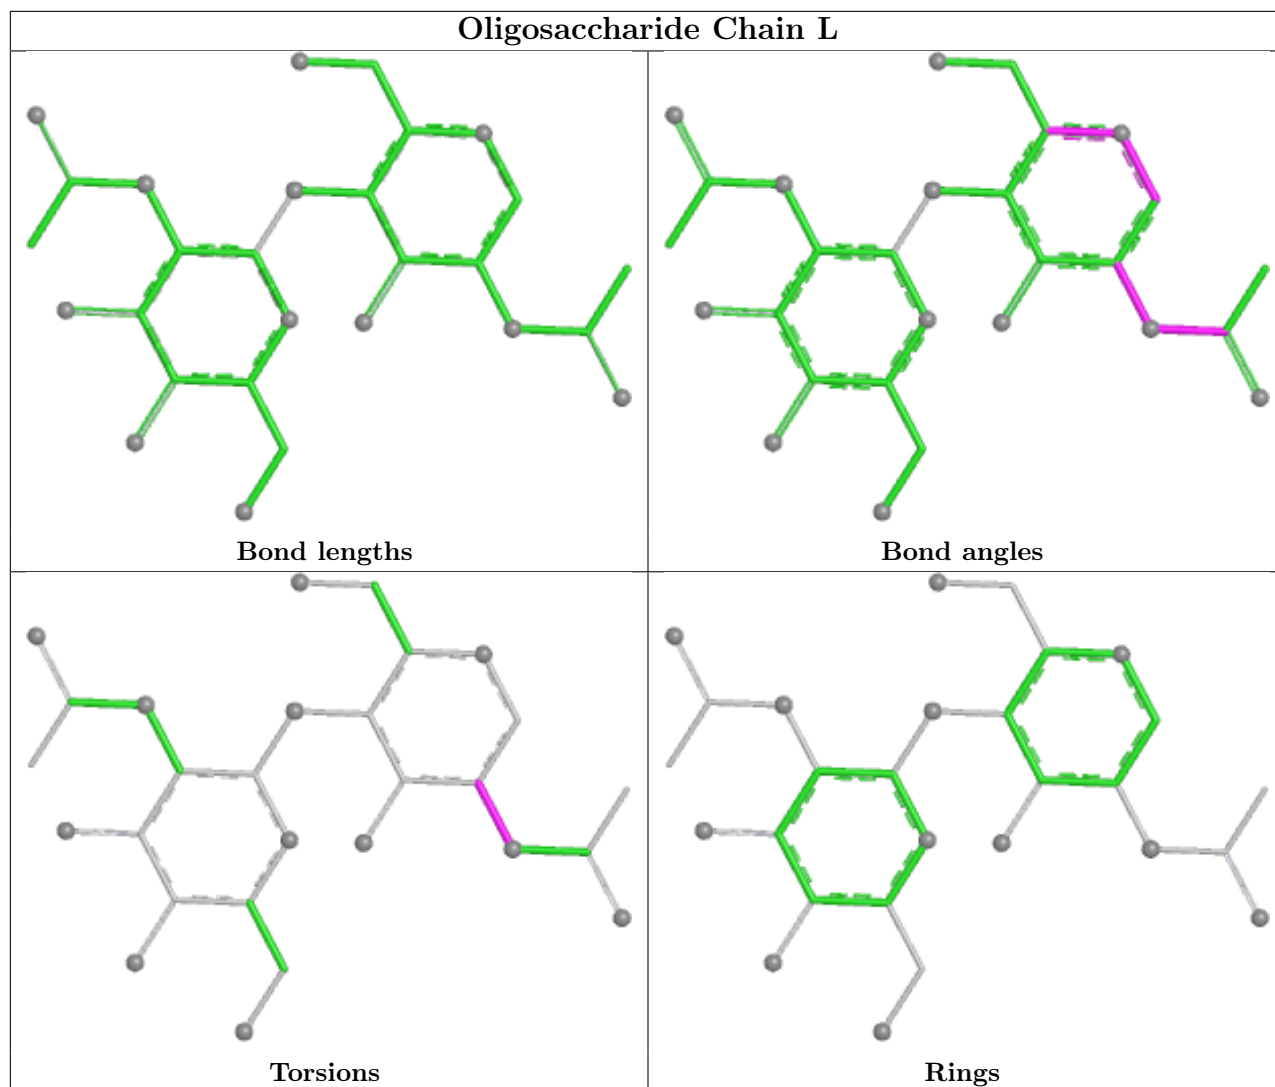 Oligosaccharide Chain L
Bond lengths
Bond angles
Torsions
Rings